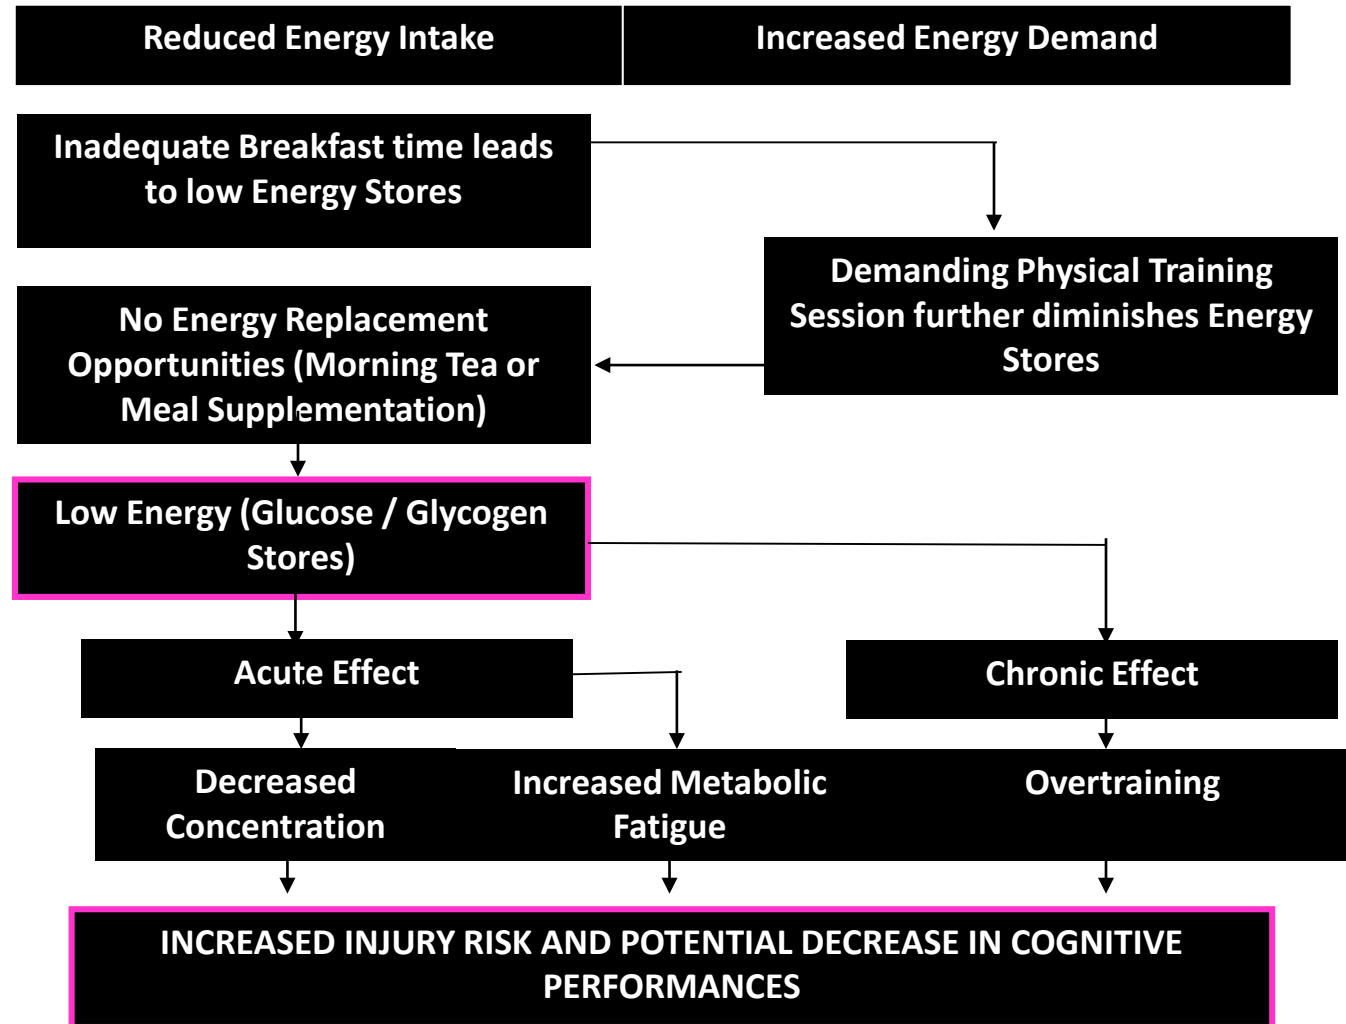 Reduced Energy Intake
Increased Energy Demand
Inadequate Breakfast time leads
to low Energy Stores
Demanding Physical Training
Session further diminishes Energy
Stores
No Energy Replacement
Opportunities (Morning Tea or
Meal Supplementation)
Low Energy (Glucose / Glycogen
Stores)
Acute Effect
Chronic Effect
Decreased
Concentration
Increased Metabolic
Fatigue
Overtraining
INCREASED INJURY RISK AND POTENTIAL DECREASE IN COGNITIVE
PERFORMANCES